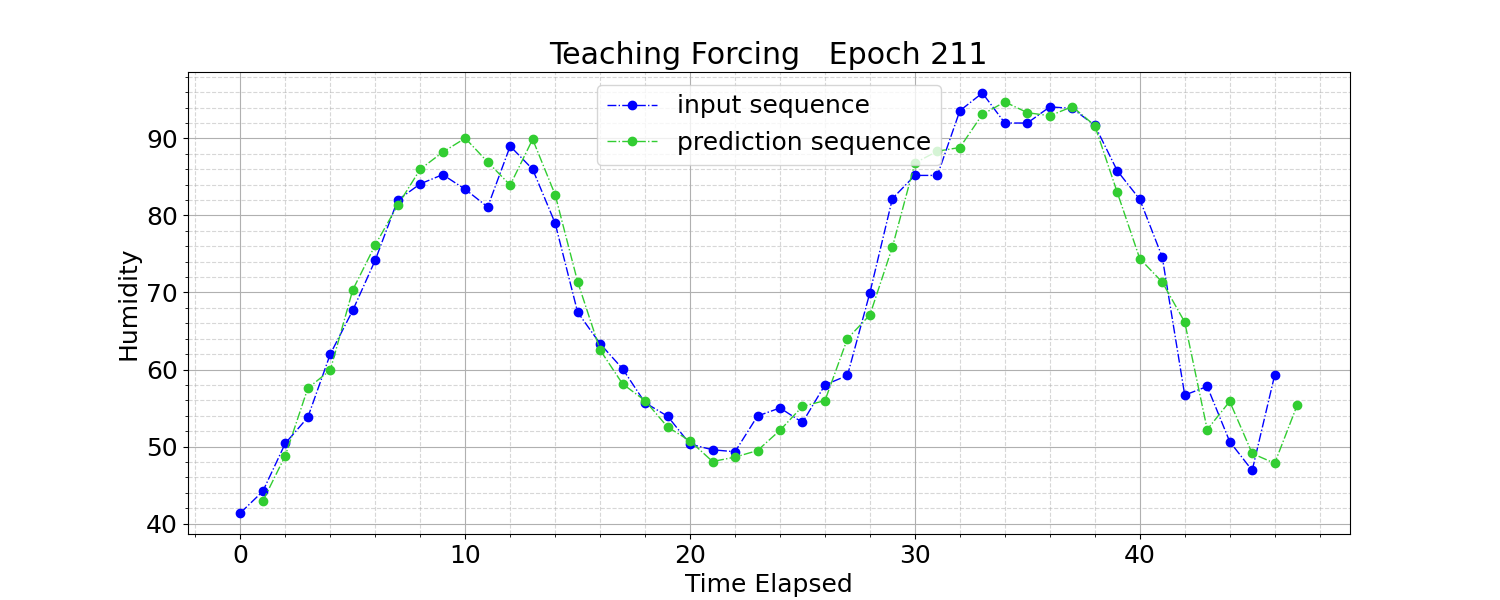 Teaching Forcing   Epoch 211
input sequence
prediction sequence
Humidity
90
80
70
60
50
40
0 10 20 30 40
Time Elapsed